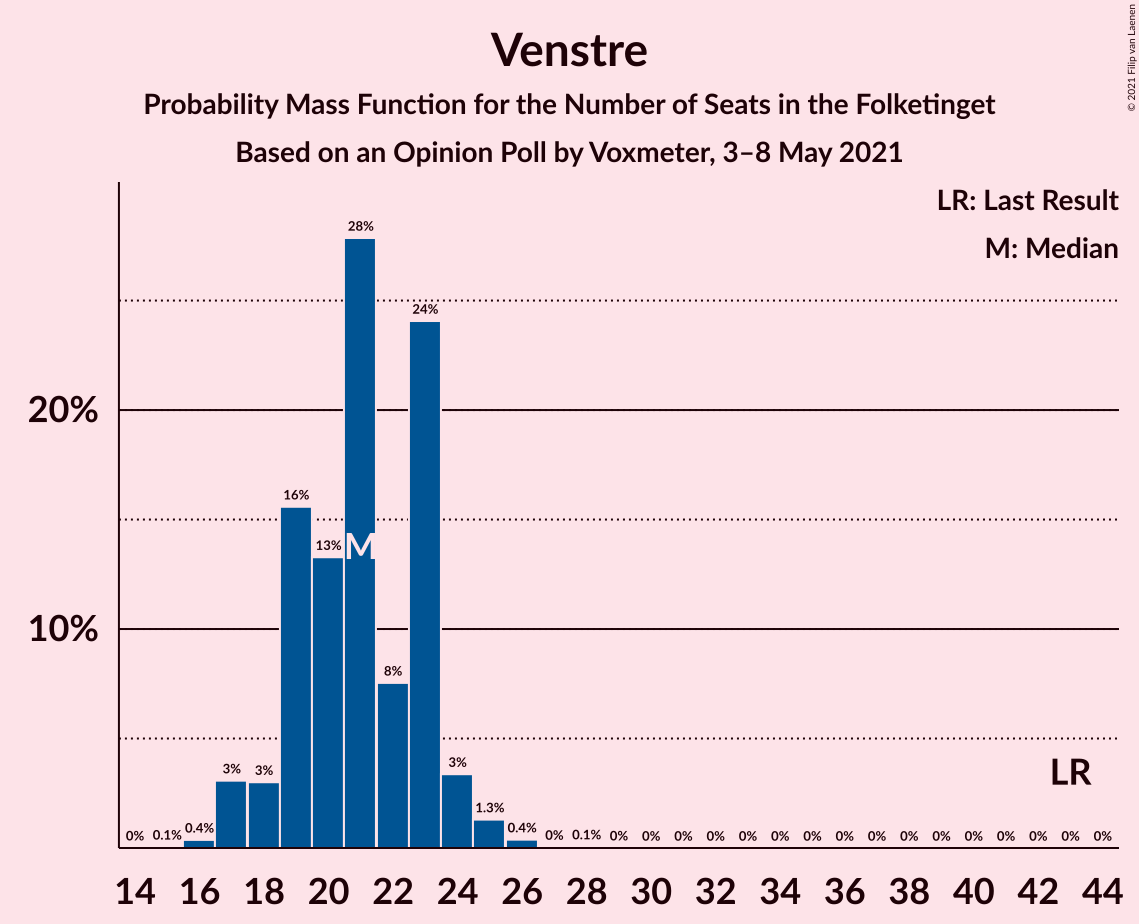 Venstre
Probability Mass Function for the Number of Seats in the Folketinget
Based on an Opinion Poll by Voxmeter, 3–8 May 2021
© 2021 Filip van Laenen
LR: Last Result
M: Median
28%
24%
20%
16%
13%
M
10%
8%
3%
3%
3%
LR
1.3%
0% 0.1% 0.4% 0.4% 0% 0.1% 0% 0% 0% 0% 0% 0% 0% 0% 0% 0% 0% 0% 0% 0% 0% 0%
14 16 18 20 22 24 26 28 30 32 34 36 38 40 42 44